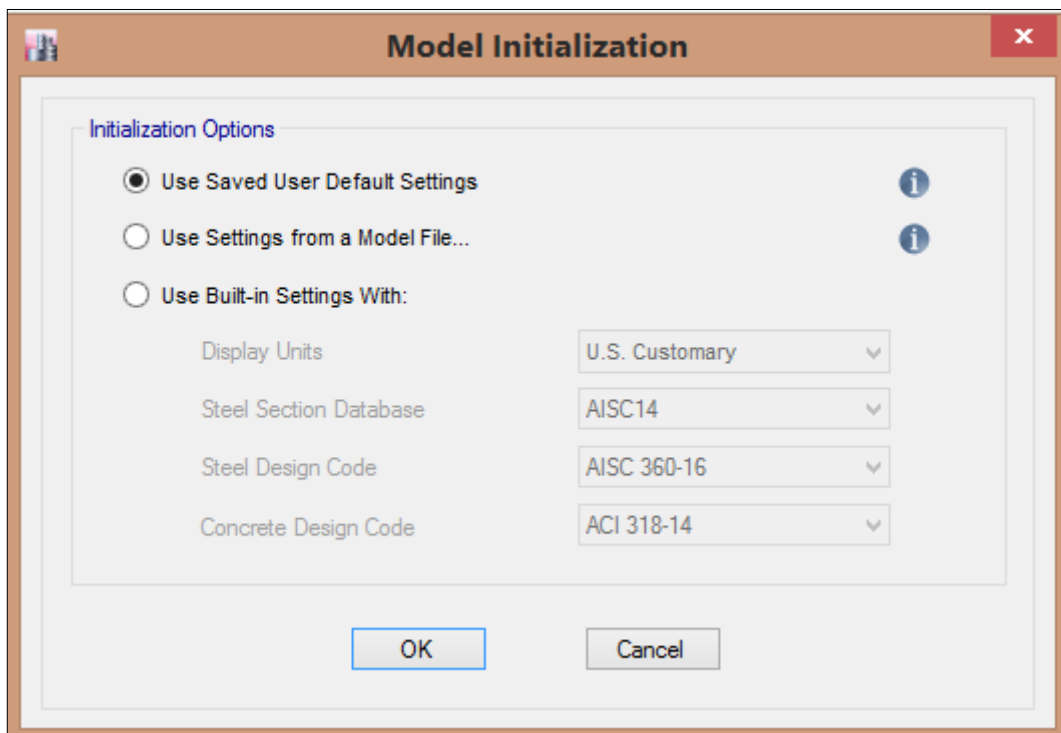 Model Initialization
Initialization Options
Use Saved User Default Settings
Use Settings from a Model File...
Use Built-in Settings With:
Display Units U.S. Customary
Steel Section Database AISC14
Steel Design Code AISC 360-16
Concrete Design Code ACI 318-14
OK Cancel